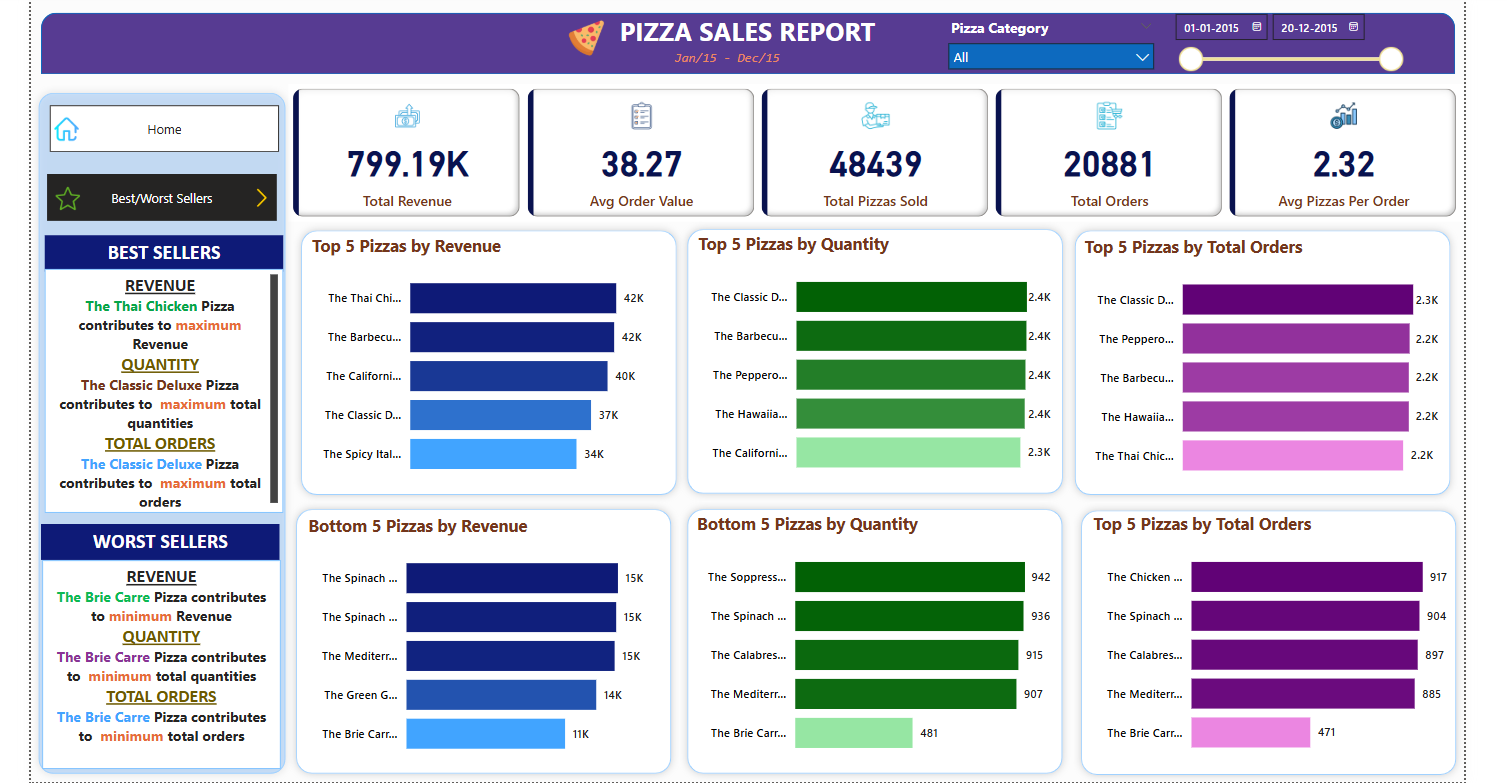 PIZZA SALES REPORT
Jan/15 - Dec/15
Pizza Category
All
01-01-2015
20-12-2015
Home
Best/Worst Sellers
BEST SELLERS
REVENUE
The Thai Chicken Pizza
contributes to maximum
Revenue
QUANTITY
The Classic Deluxe Pizza
contributes to maximum total
quantities
TOTAL ORDERS
The Classic Deluxe Pizza
contributes to maximum total
orders
WORST SELLERS
REVENUE
The Brie Carre Pizza contributes
to minimum Revenue
QUANTITY
The Brie Carre Pizza contributes
to minimum total quantities
TOTAL ORDERS
The Brie Carre Pizza contributes
to minimum total orders
799.19K
Total Revenue
38.27
Avg Order Value
48439
Total Pizzas Sold
20881
Total Orders
2.32
Avg Pizzas Per Order
Top 5 Pizzas by Revenue
The Thai Chi... 42K
The Barbecu... 42K
The Californi... 40K
The Classic D... 37K
The Spicy Ital... 34K
Top 5 Pizzas by Quantity
The Classic D... 2.4K
The Barbecu... 2.4K
The Peppero... 2.4K
The Hawaiia... 2.4K
The Californi... 2.3K
Top 5 Pizzas by Total Orders
The Classic D... 2.3K
The Peppero... 2.2K
The Barbecu... 2.2K
The Hawaiia... 2.2K
The Thai Chic... 2.2K
Bottom 5 Pizzas by Revenue
The Spinach ... 15K
The Spinach ... 15K
The Mediterr... 15K
The Green G... 14K
The Brie Carr... 11K
Bottom 5 Pizzas by Quantity
The Soppress... 942
The Spinach ... 936
The Calabres... 915
The Mediterr... 907
The Brie Carr... 481
Top 5 Pizzas by Total Orders
The Chicken ... 917
The Spinach ... 904
The Calabres... 897
The Mediterr... 885
The Brie Carr... 471